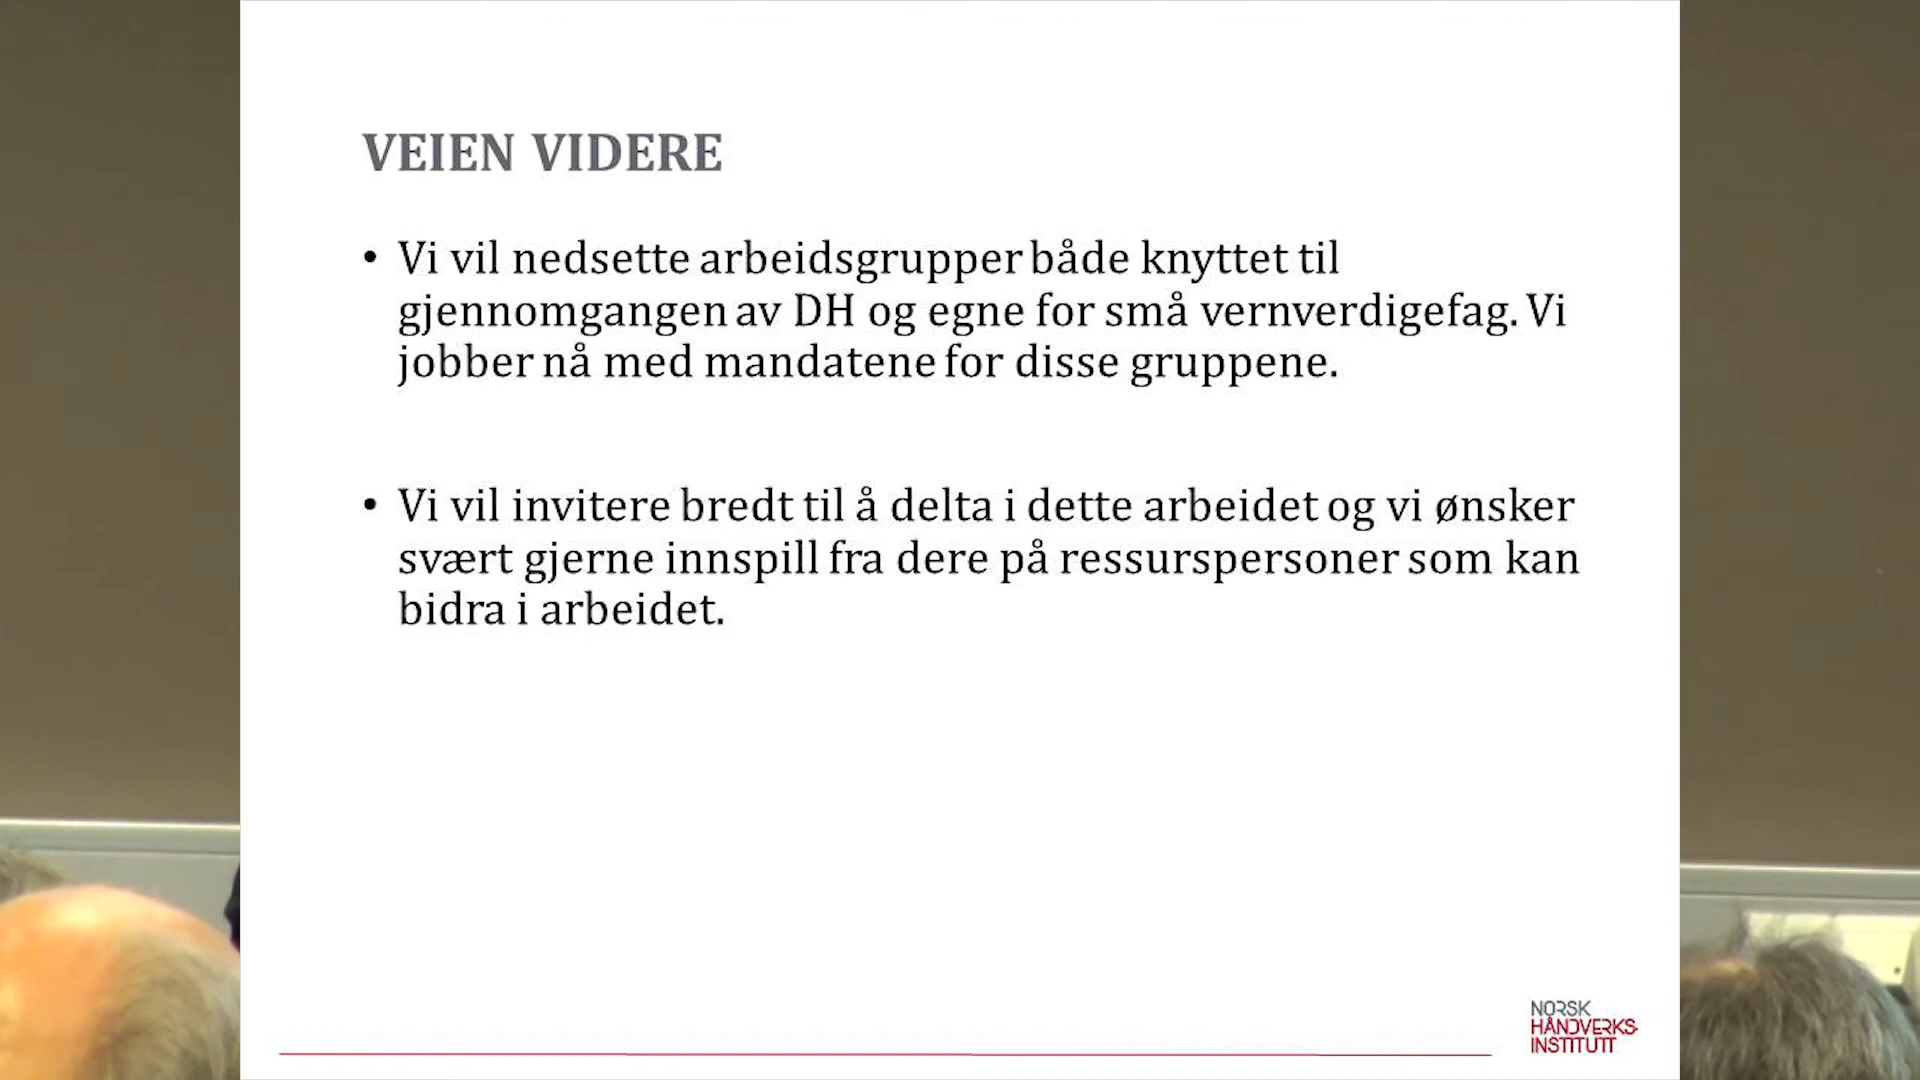 VEIEN VIDERE
• Vi vil nedsette arbeidsgrupper både knyttet til
gjennomgangen av DH og egne for små vernverdigefag. Vi
jobber nå med mandatene for disse gruppene.
• Vi vil invitere bredt til å delta i dette arbeidet og vi ønsker
svært gjerne innspill fra dere på ressurspersoner som kan
bidra i arbeidet.
NORSK
HÅNDVERKS-
INSTITUTT